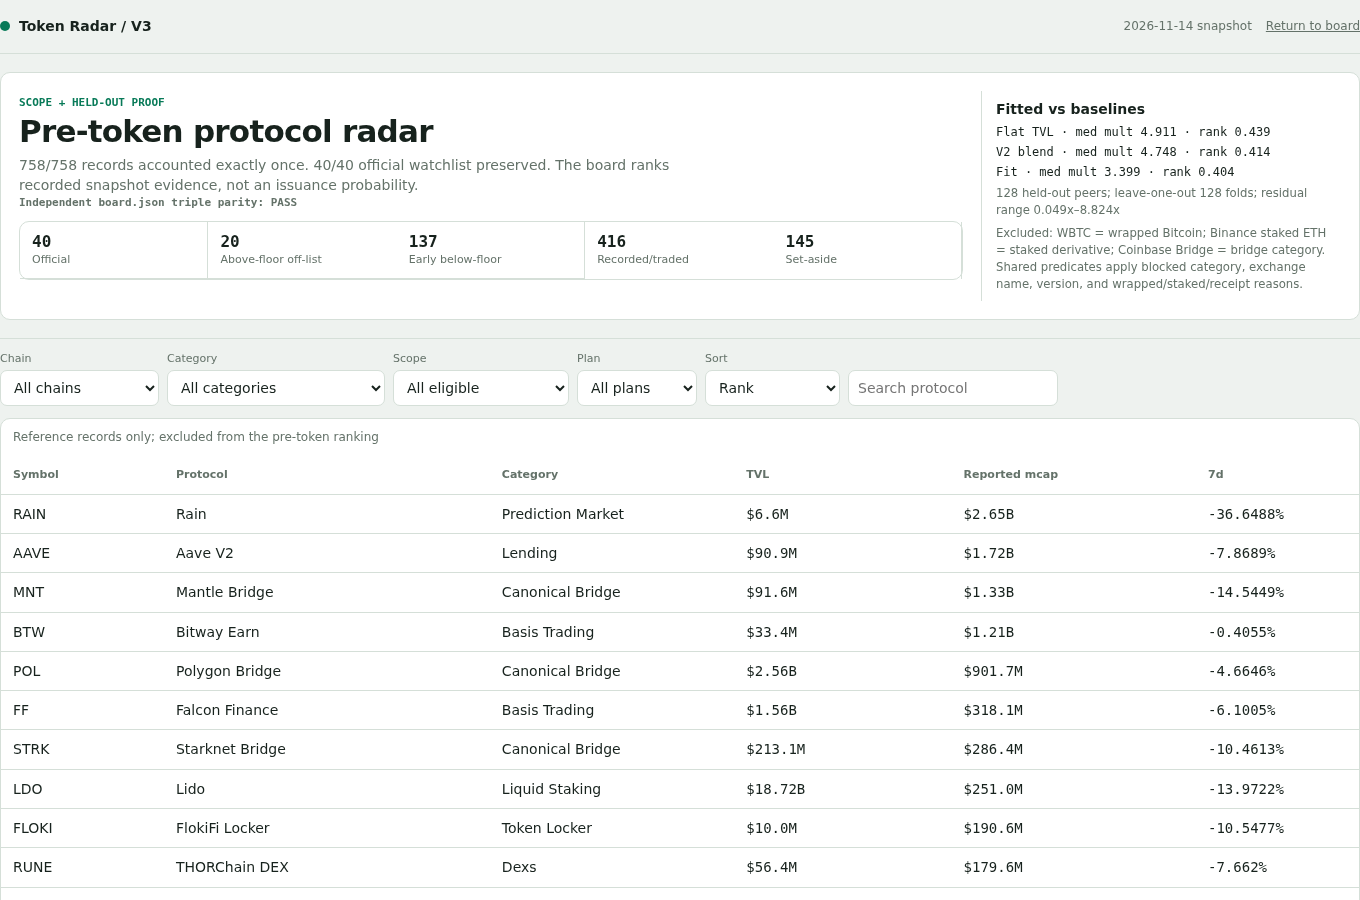 Token Radar / V3
2026-11-14 snapshot Return to board
SCOPE + HELD-OUT PROOF
Pre-token protocol radar
758/758 records accounted exactly once. 40/40 official watchlist preserved. The board ranks
recorded snapshot evidence, not an issuance probability.
Independent board.json triple parity: PASS
40 20 137 416 145
Official Above-floor off-list Early below-floor Recorded/traded Set-aside
Fitted vs baselines
Flat TVL · med mult 4.911 · rank 0.439
V2 blend · med mult 4.748 · rank 0.414
Fit · med mult 3.399 · rank 0.404
128 held-out peers; leave-one-out 128 folds; residual
range 0.049x–8.824x
Excluded: WBTC = wrapped Bitcoin; Binance staked ETH
= staked derivative; Coinbase Bridge = bridge category.
Shared predicates apply blocked category, exchange
name, version, and wrapped/staked/receipt reasons.
Chain Category Scope Plan Sort
All chains All categories All eligible All plans Rank Search protocol
Reference records only; excluded from the pre-token ranking
Symbol Protocol Category TVL Reported mcap 7d
RAIN Rain Prediction Market $6.6M $2.65B -36.6488%
AAVE Aave V2 Lending $90.9M $1.72B -7.8689%
MNT Mantle Bridge Canonical Bridge $91.6M $1.33B -14.5449%
BTW Bitway Earn Basis Trading $33.4M $1.21B -0.4055%
POL Polygon Bridge Canonical Bridge $2.56B $901.7M -4.6646%
FF Falcon Finance Basis Trading $1.56B $318.1M -6.1005%
STRK Starknet Bridge Canonical Bridge $213.1M $286.4M -10.4613%
LDO Lido Liquid Staking $18.72B $251.0M -13.9722%
FLOKI FlokiFi Locker Token Locker $10.0M $190.6M -10.5477%
RUNE THORChain DEX Dexs $56.4M $179.6M -7.662%